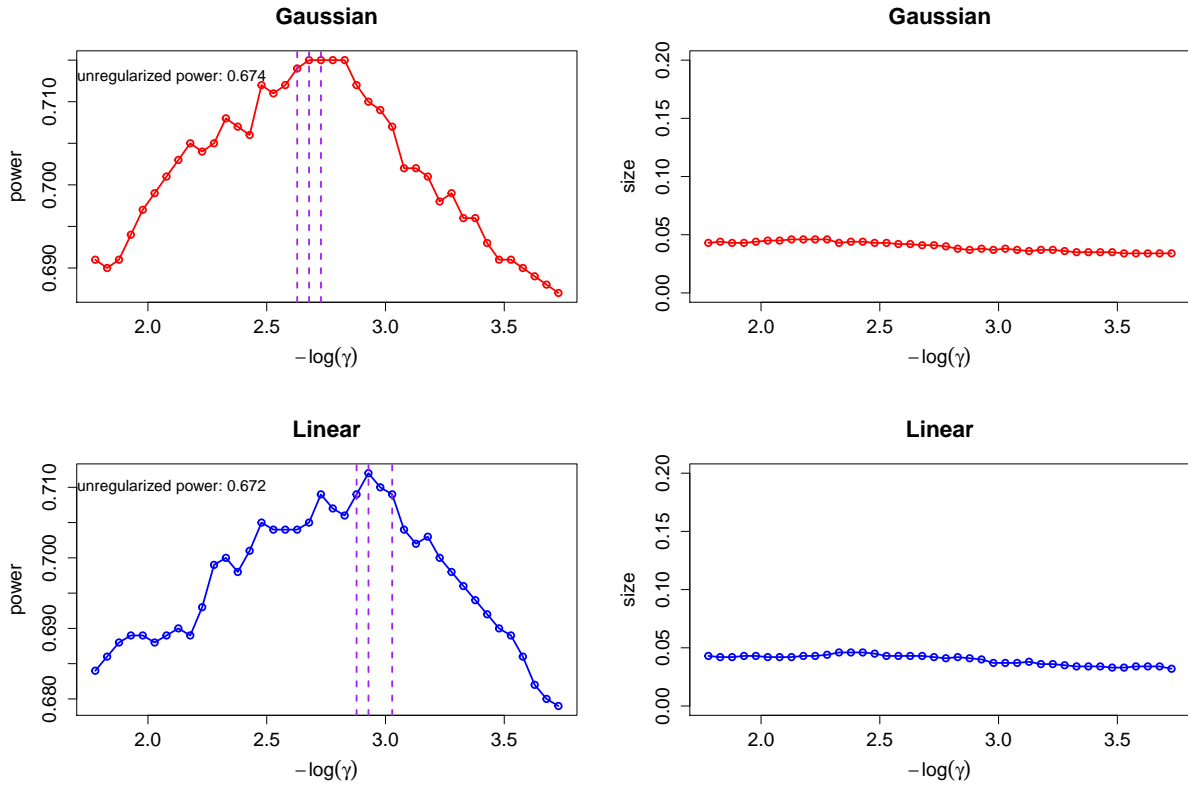 Gaussian
unregularized power: 0.674
power
0.690
0.700
0.710
2.0
2.5
3.0
3.5
−log(γ)
Gaussian
size
0.00
0.05
0.10
0.15
0.20
2.0
2.5
3.0
3.5
−log(γ)
Linear
unregularized power: 0.672
power
0.680
0.690
0.700
0.710
2.0
2.5
3.0
3.5
−log(γ)
Linear
size
0.00
0.05
0.10
0.15
0.20
2.0
2.5
3.0
3.5
−log(γ)